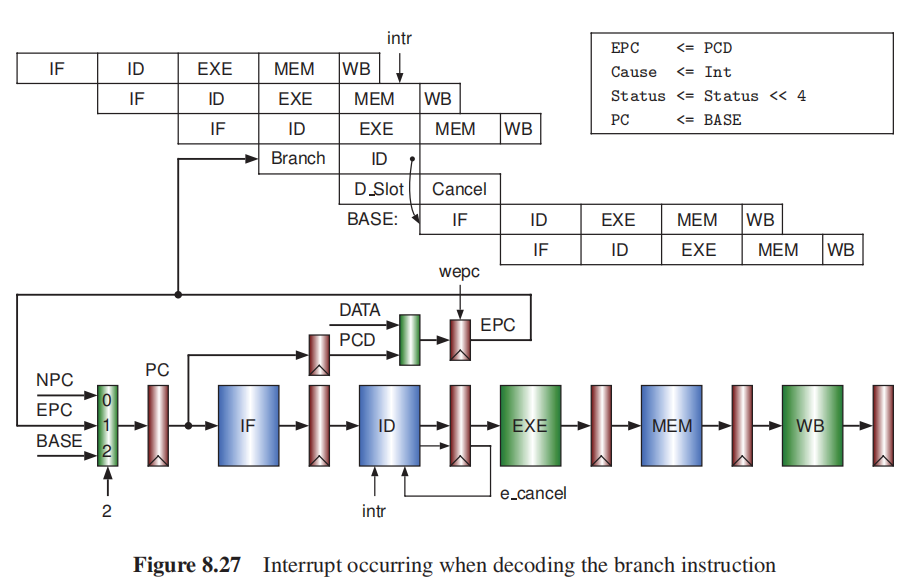 intr
IF ID EXE MEM WB
IF ID EXE MEM WB
IF ID EXE MEM WB
Branch ID
D_Slot Cancel
BASE: IF ID EXE MEM WB
IF ID EXE MEM WB
EPC <= PCD
Cause <= Int
Status <= Status << 4
PC <= BASE
wepc
DATA
PCD
EPC
PC
NPC
EPC
BASE
0
1
2
2
IF
ID
EXE
MEM
WB
e_cancel
intr
Figure 8.27 Interrupt occurring when decoding the branch instruction